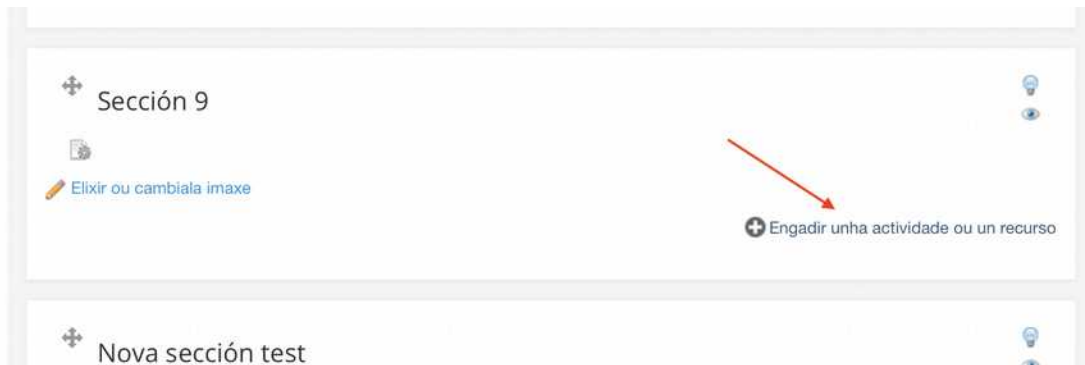 Sección 9
Elixir ou cambiala imaxe
Engadir unha actividade ou un recurso
Nova sección test